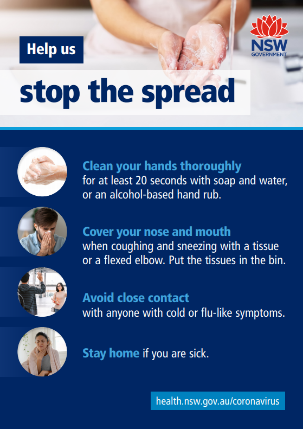 Help us
NSW
GOVERNMENT
stop the spread
Clean your hands thoroughly
for at least 20 seconds with soap and water,
or an alcohol-based hand rub.
Cover your nose and mouth
when coughing and sneezing with a tissue
or a flexed elbow. Put the tissues in the bin.
Avoid close contact
with anyone with cold or flu-like symptoms.
Stay home if you are sick.
health.nsw.gov.au/coronavirus